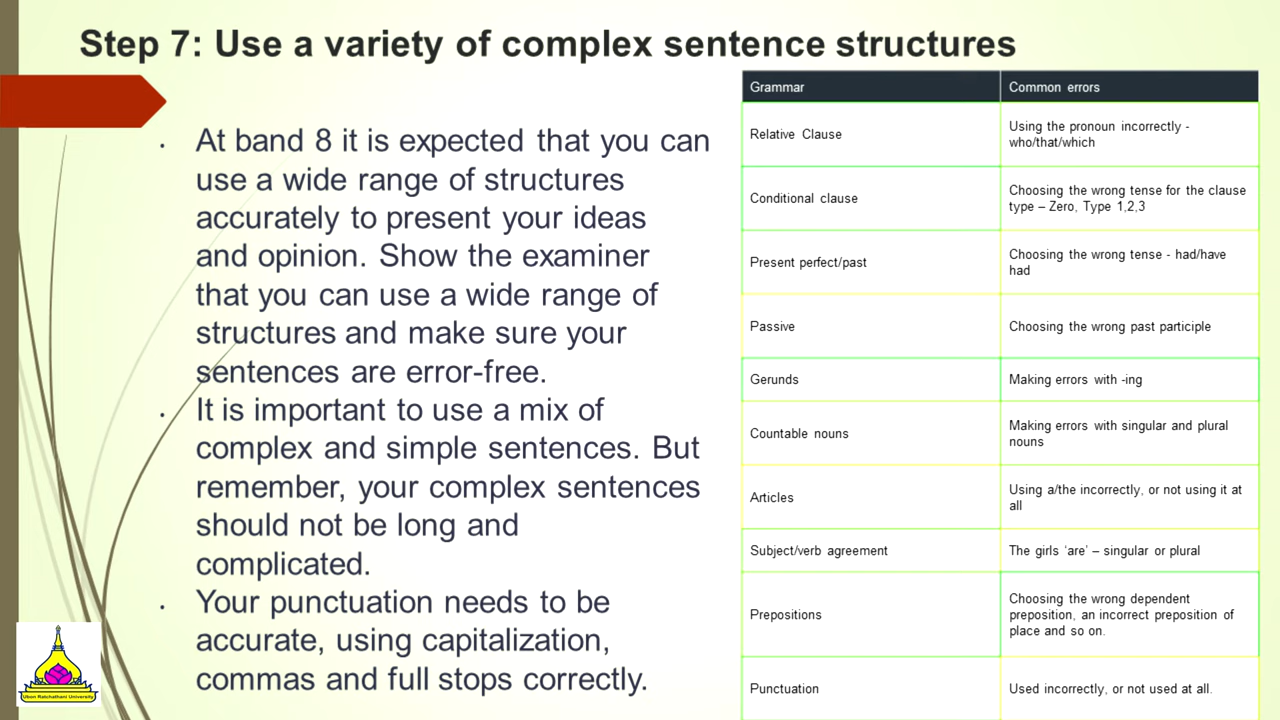 Step 7: Use a variety of complex sentence structures
• At band 8 it is expected that you can
use a wide range of structures
accurately to present your ideas
and opinion. Show the examiner
that you can use a wide range of
structures and make sure your
sentences are error-free.
• It is important to use a mix of
complex and simple sentences. But
remember, your complex sentences
should not be long and
complicated.
• Your punctuation needs to be
accurate, using capitalization,
commas and full stops correctly.
Grammar Common errors
Relative Clause
Using the pronoun incorrectly -
who/that/which
Conditional clause
Choosing the wrong tense for the clause
type – Zero, Type 1,2,3
Present perfect/past
Choosing the wrong tense - had/have
had
Passive Choosing the wrong past participle
Gerunds Making errors with -ing
Countable nouns
Making errors with singular and plural
nouns
Articles
Using a/the incorrectly, or not using it at
all
Subject/verb agreement The girls ‘are’ – singular or plural
Prepositions
Choosing the wrong dependent
preposition, an incorrect preposition of
place and so on.
Punctuation Used incorrectly, or not used at all.
Ubon Ratchathani University